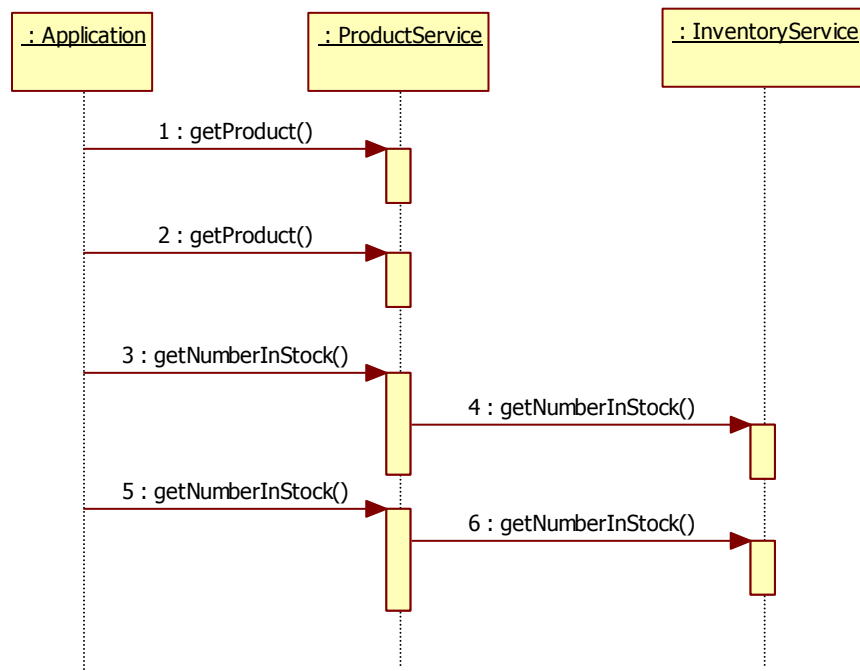 : Application
: ProductService
: InventoryService
1 : getProduct()
2 : getProduct()
3 : getNumberInStock()
4 : getNumberInStock()
5 : getNumberInStock()
6 : getNumberInStock()